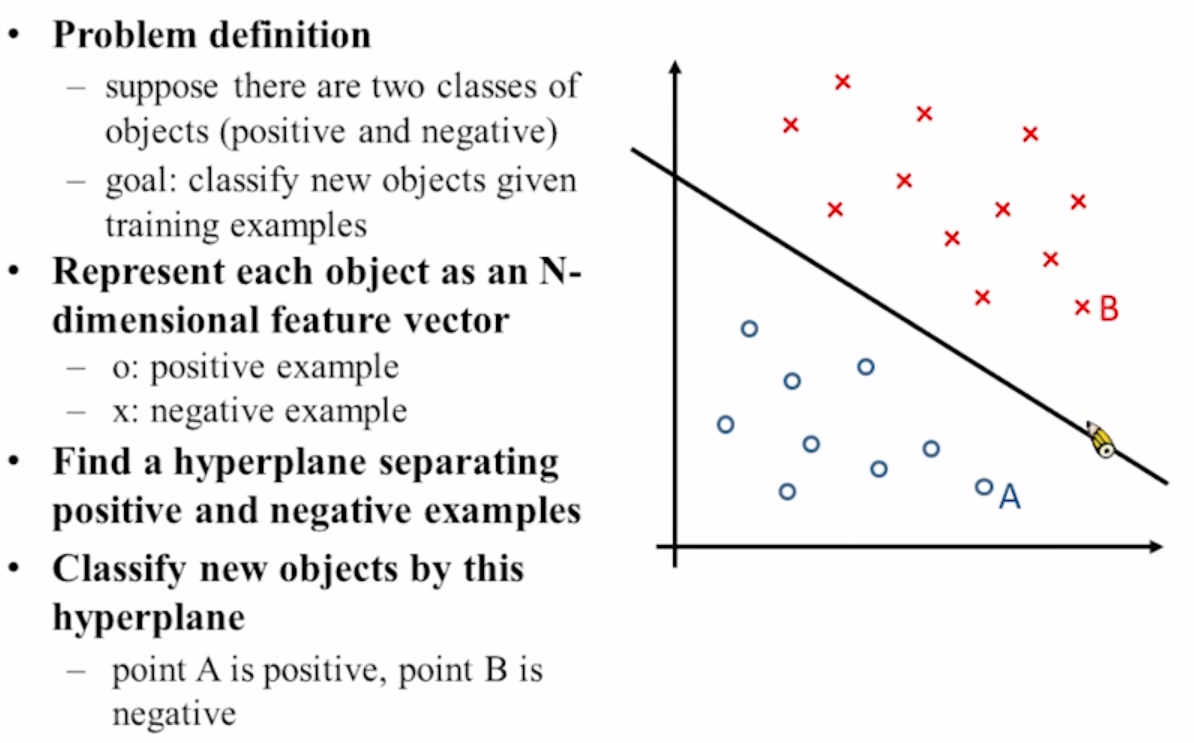 • Problem definition
– suppose there are two classes of
objects (positive and negative)
– goal: classify new objects given
training examples
• Represent each object as an N-
dimensional feature vector
– o: positive example
– x: negative example
• Find a hyperplane separating
positive and negative examples
• Classify new objects by this
hyperplane
– point A is positive, point B is
negative
B
A